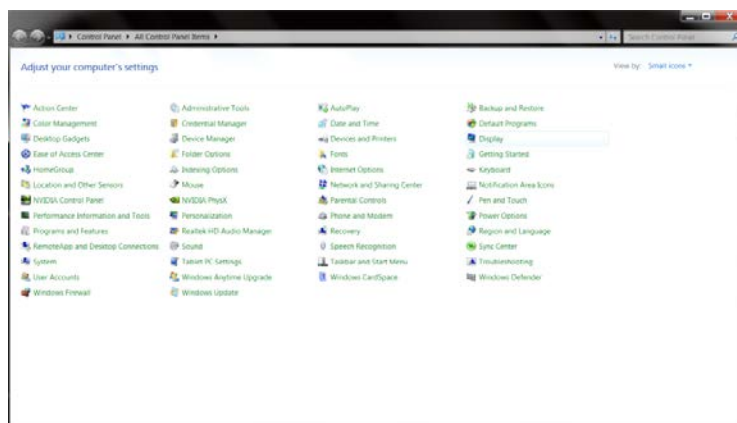 Control Panel ▸ All Control Panel Items ▸
Search Control Panel
Adjust your computer's settings
View by: Small icons
Action Center Administrative Tools AutoPlay Backup and Restore
Color Management Credential Manager Date and Time Default Programs
Desktop Gadgets Device Manager Devices and Printers Display
Ease of Access Center Folder Options Fonts Getting Started
HomeGroup Indexing Options Internet Options Keyboard
Location and Other Sensors Mouse Network and Sharing Center Notification Area Icons
NVIDIA Control Panel NVIDIA PhysX Parental Controls Pen and Touch
Performance Information and Tools Personalization Phone and Modem Power Options
Programs and Features Realtek HD Audio Manager Recovery Region and Language
RemoteApp and Desktop Connections Sound Speech Recognition Sync Center
System Tablet PC Settings Taskbar and Start Menu Troubleshooting
User Accounts Windows Anytime Upgrade Windows CardSpace Windows Defender
Windows Firewall Windows Update